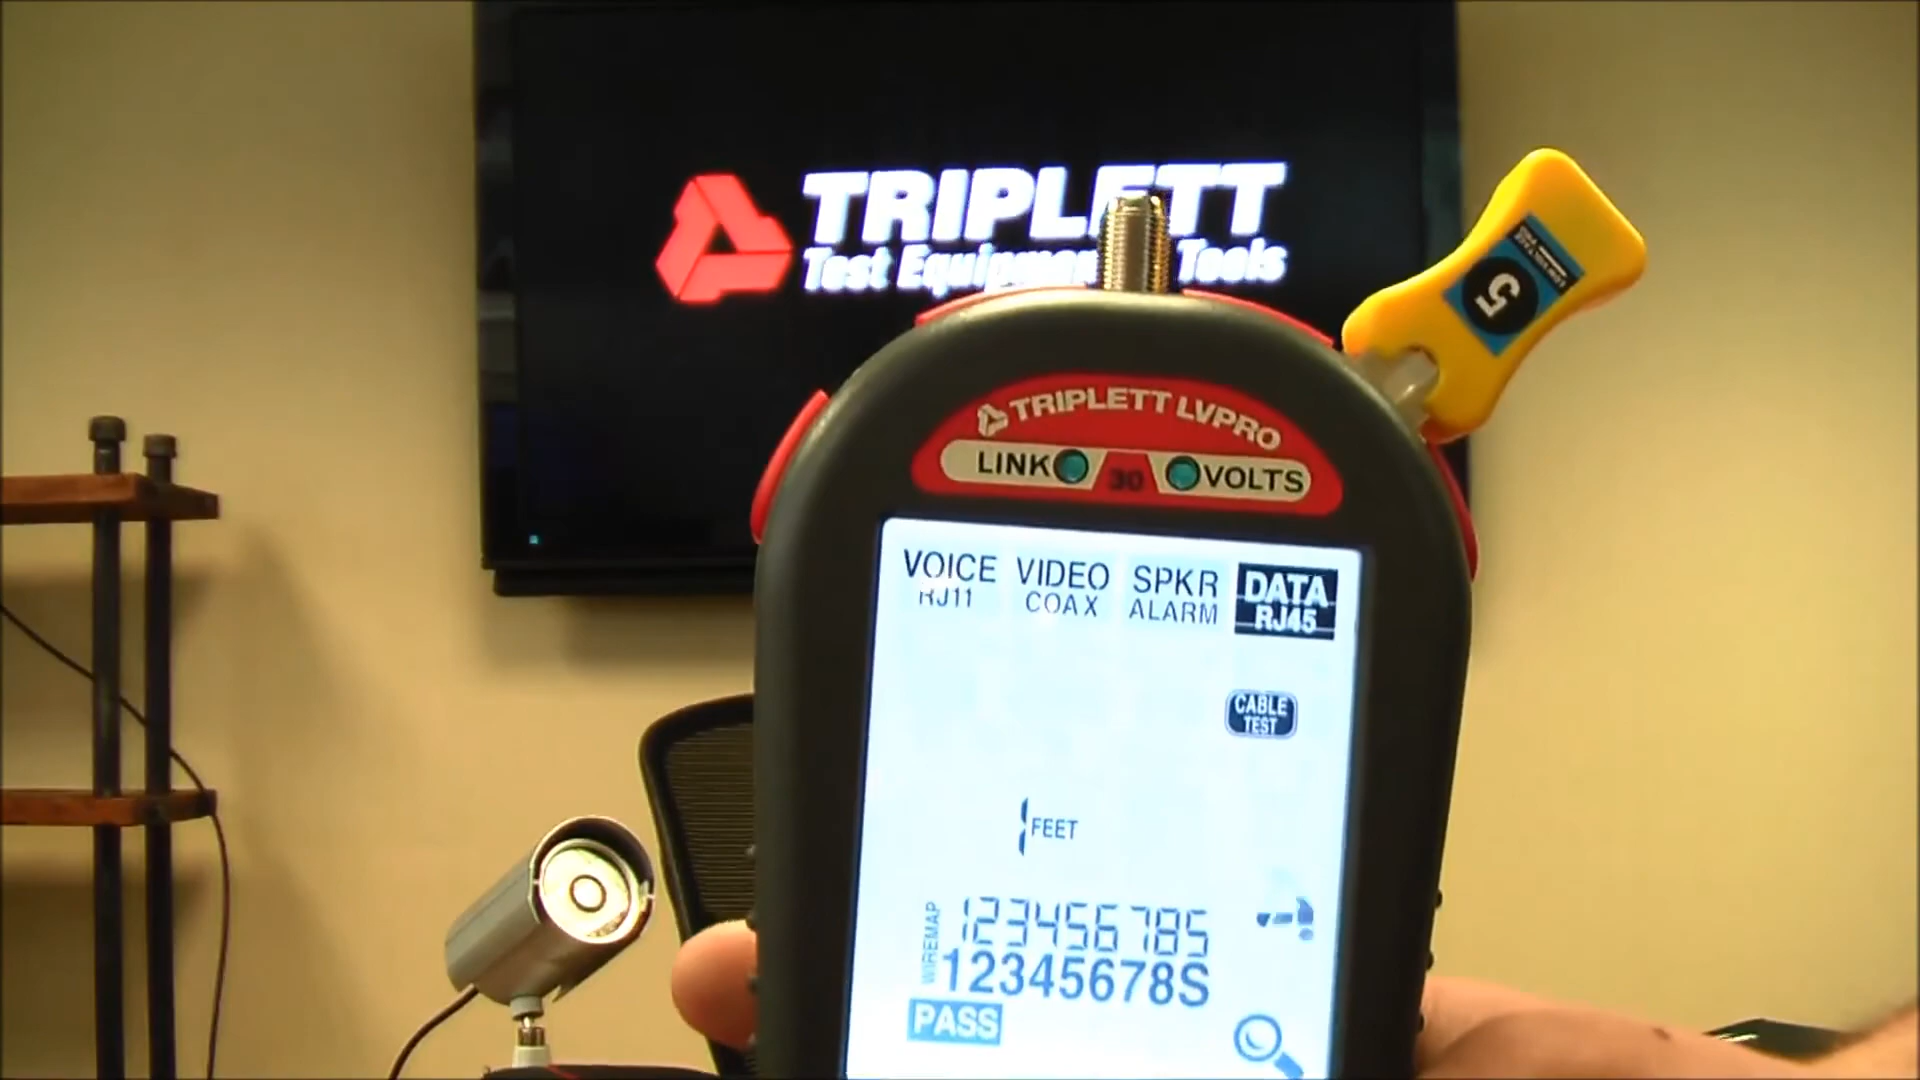 TRIPLETT
Test Equipment Tools
5
TRIPLETT LVPRO
LINK 30 VOLTS
VOICE VIDEO SPKR DATA
RJ11 COAX ALARM RJ45
CABLE
TEST
1 FEET
WIREMAP
12345678S
12345678S
PASS